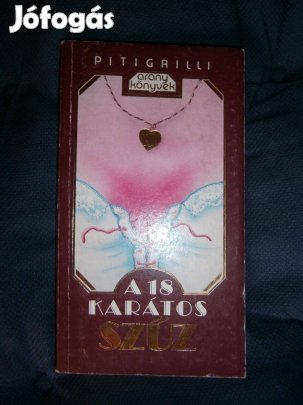 Jófogás
PITIGRILLI
arany
könyvek
A 18
KARÁTOS
SZŰZ